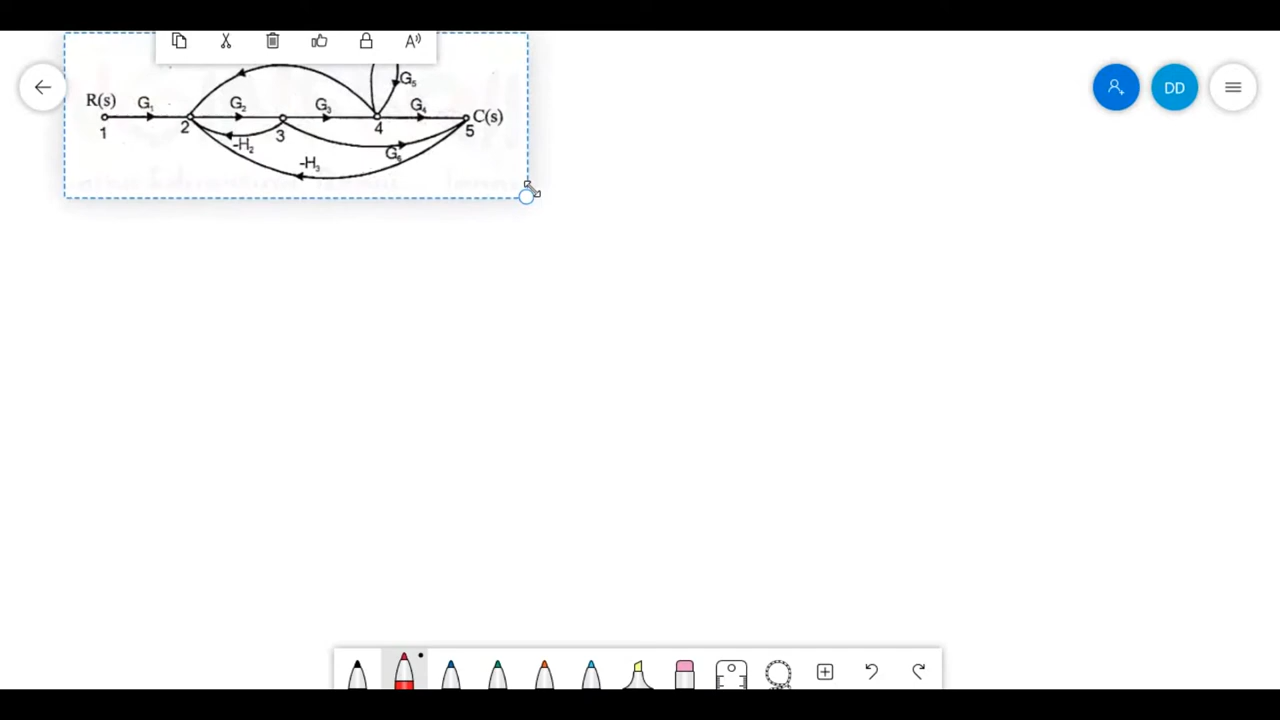 G₅
R(s) G₁ G₂ G₃ G₄ C(s)
1 2 3 4 5
-H₂ G₆
-H₃
DD